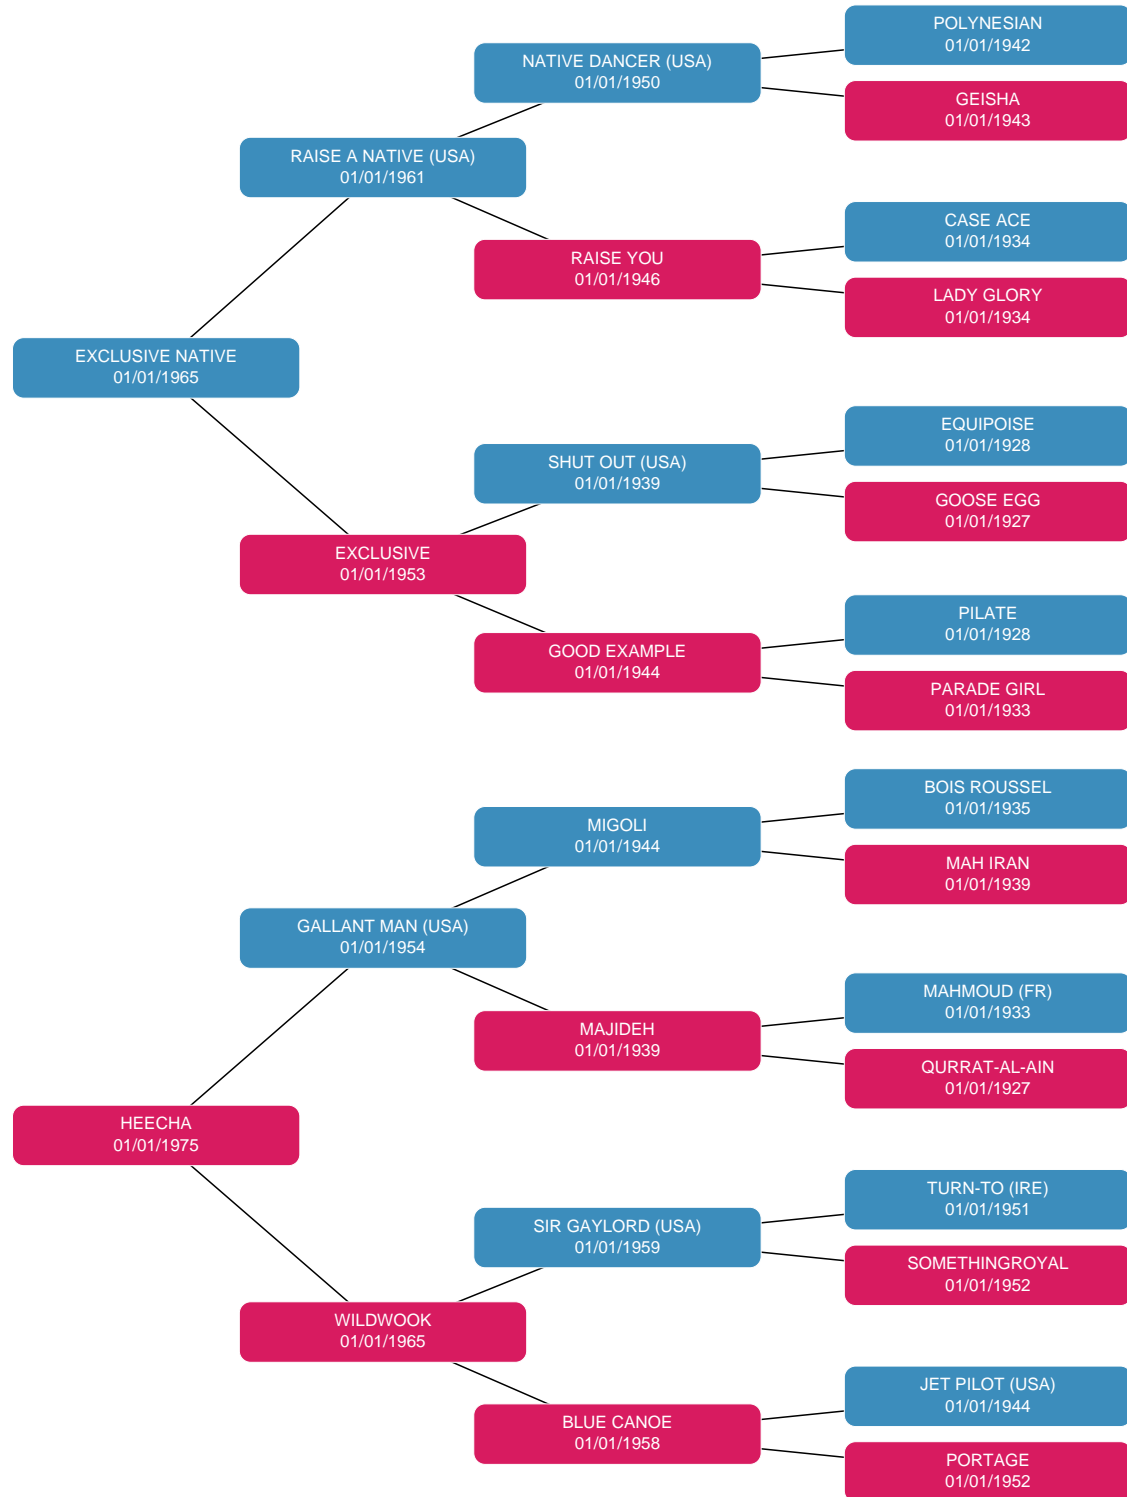 POLYNESIAN
01/01/1942
NATIVE DANCER (USA)
01/01/1950
GEISHA
01/01/1943
RAISE A NATIVE (USA)
01/01/1961
CASE ACE
01/01/1934
RAISE YOU
01/01/1946
LADY GLORY
01/01/1934
EXCLUSIVE NATIVE
01/01/1965
EQUIPOISE
01/01/1928
SHUT OUT (USA)
01/01/1939
GOOSE EGG
01/01/1927
EXCLUSIVE
01/01/1953
PILATE
01/01/1928
GOOD EXAMPLE
01/01/1944
PARADE GIRL
01/01/1933
BOIS ROUSSEL
01/01/1935
MIGOLI
01/01/1944
MAH IRAN
01/01/1939
GALLANT MAN (USA)
01/01/1954
MAHMOUD (FR)
01/01/1933
MAJIDEH
01/01/1939
QURRAT-AL-AIN
01/01/1927
HEECHA
01/01/1975
TURN-TO (IRE)
01/01/1951
SIR GAYLORD (USA)
01/01/1959
SOMETHINGROYAL
01/01/1952
WILDWOOK
01/01/1965
JET PILOT (USA)
01/01/1944
BLUE CANOE
01/01/1958
PORTAGE
01/01/1952